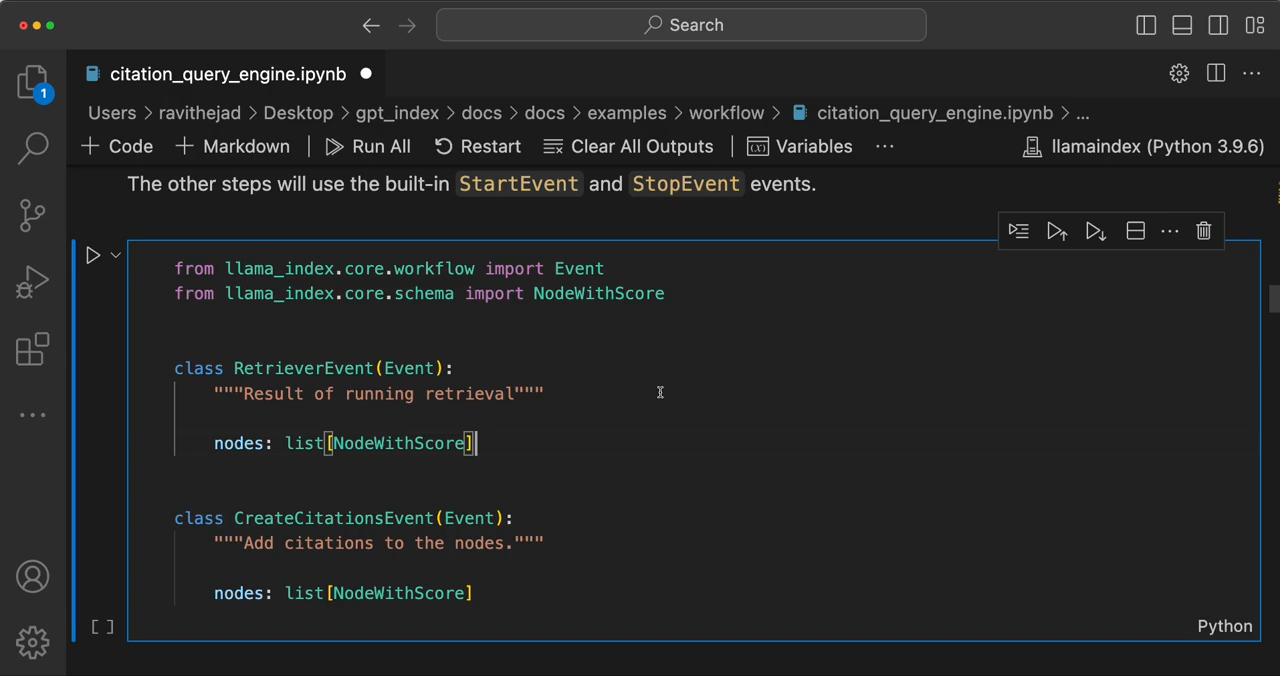 Search
citation_query_engine.ipynb
1
Users > ravithejad > Desktop > gpt_index > docs > docs > examples > workflow > citation_query_engine.ipynb > ...
+ Code + Markdown | Run All Restart Clear All Outputs | Variables ... llamaindex (Python 3.9.6)
The other steps will use the built-in StartEvent and StopEvent events.
from llama_index.core.workflow import Event
from llama_index.core.schema import NodeWithScore
class RetrieverEvent(Event):
"""Result of running retrieval"""
nodes: list[NodeWithScore]
class CreateCitationsEvent(Event):
"""Add citations to the nodes."""
nodes: list[NodeWithScore]
[ ]
Python